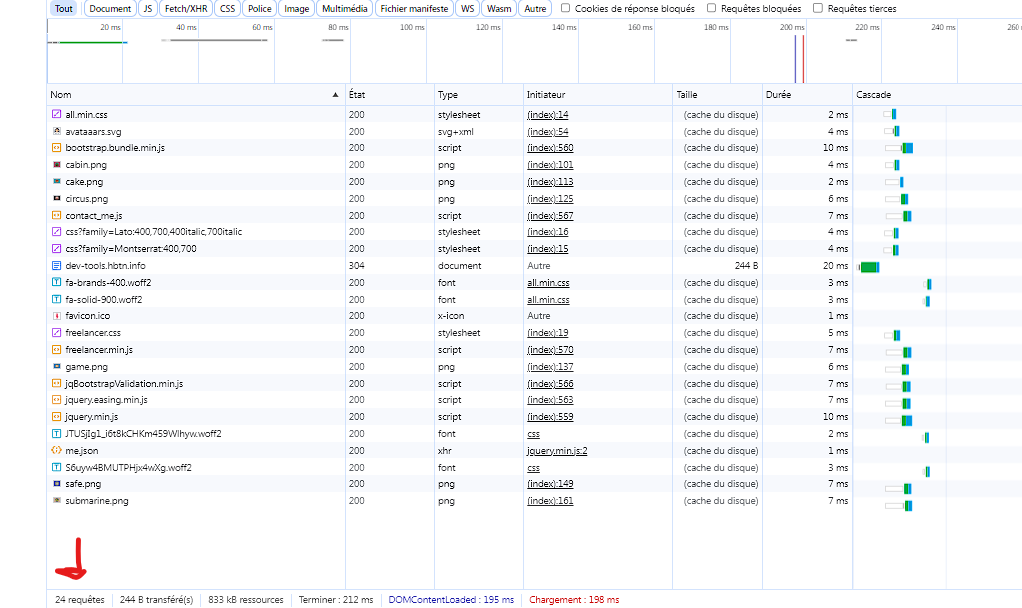 Tout Document JS Fetch/XHR CSS Police Image Multimédia Fichier manifeste WS Wasm Autre Cookies de réponse bloqués Requêtes bloquées Requêtes tierces
20 ms 40 ms 60 ms 80 ms 100 ms 120 ms 140 ms 160 ms 180 ms 200 ms 220 ms 240 ms 260
Nom État Type Initiateur Taille Durée Cascade
all.min.css 200 stylesheet (index):14 (cache du disque) 2 ms
avataaars.svg 200 svg+xml (index):54 (cache du disque) 4 ms
bootstrap.bundle.min.js 200 script (index):560 (cache du disque) 10 ms
cabin.png 200 png (index):101 (cache du disque) 4 ms
cake.png 200 png (index):113 (cache du disque) 2 ms
circus.png 200 png (index):125 (cache du disque) 6 ms
contact_me.js 200 script (index):567 (cache du disque) 7 ms
css?family=Lato:400,700,400italic,700italic 200 stylesheet (index):16 (cache du disque) 4 ms
css?family=Montserrat:400,700 200 stylesheet (index):15 (cache du disque) 4 ms
dev-tools.hbtn.info 304 document Autre 244 B 20 ms
fa-brands-400.woff2 200 font all.min.css (cache du disque) 3 ms
fa-solid-900.woff2 200 font all.min.css (cache du disque) 3 ms
favicon.ico 200 x-icon Autre (cache du disque) 1 ms
freelancer.css 200 stylesheet (index):19 (cache du disque) 5 ms
freelancer.min.js 200 script (index):570 (cache du disque) 7 ms
game.png 200 png (index):137 (cache du disque) 6 ms
jqBootstrapValidation.min.js 200 script (index):566 (cache du disque) 7 ms
jquery.easing.min.js 200 script (index):563 (cache du disque) 7 ms
jquery.min.js 200 script (index):559 (cache du disque) 10 ms
JTUSjIg1_i6t8kCHKm459Wlhyw.woff2 200 font css (cache du disque) 2 ms
me.json 200 xhr jquery.min.js:2 (cache du disque) 1 ms
S6uyw4BMUTPHjx4wXg.woff2 200 font css (cache du disque) 3 ms
safe.png 200 png (index):149 (cache du disque) 7 ms
submarine.png 200 png (index):161 (cache du disque) 7 ms
24 requêtes 244 B transféré(s) 833 kB ressources Terminer : 212 ms DOMContentLoaded : 195 ms Chargement : 198 ms